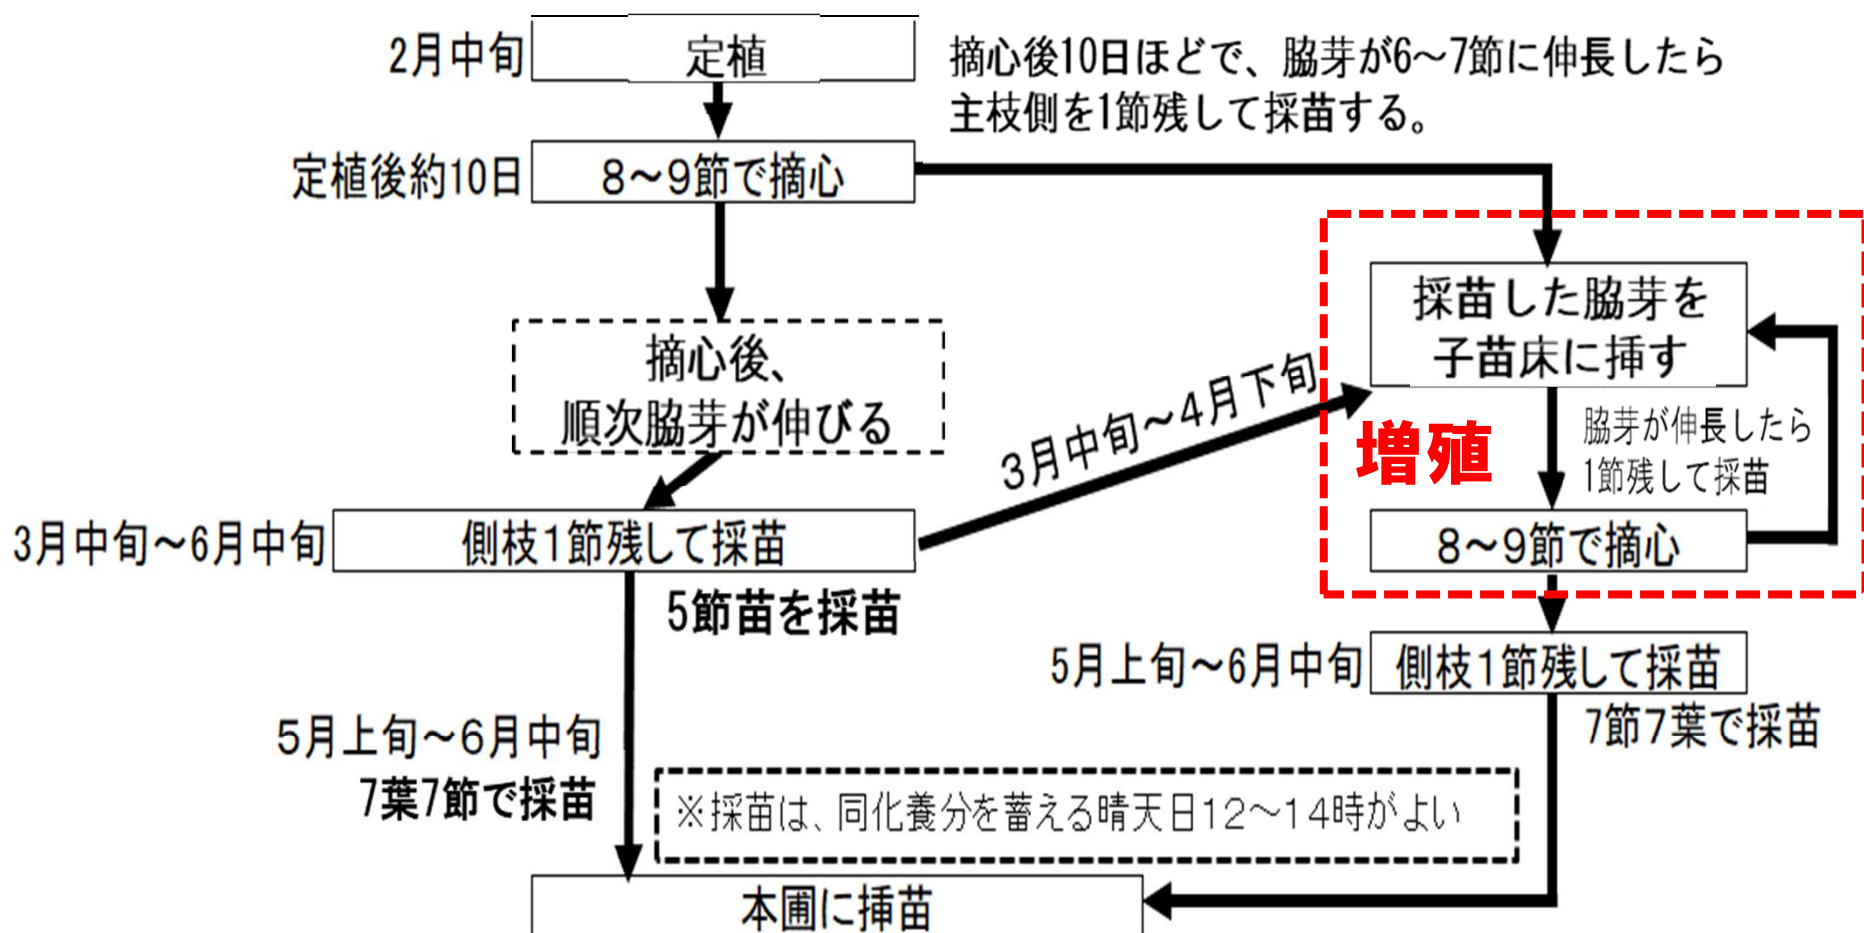 2月中旬
定植
摘心後10日ほどで、脇芽が6～7節に伸長したら
主枝側を1節残して採苗する。
定植後約10日
8～9節で摘心
採苗した脇芽を
子苗床に挿す
摘心後、
順次脇芽が伸びる
3月中旬～4月下旬
増殖
脇芽が伸長したら
1節残して採苗
3月中旬～6月中旬
側枝1節残して採苗
8～9節で摘心
5節苗を採苗
5月上旬～6月中旬
側枝1節残して採苗
7節7葉で採苗
5月上旬～6月中旬
7葉7節で採苗
※採苗は、同化養分を蓄える晴天日12～14時がよい
本圃に挿苗